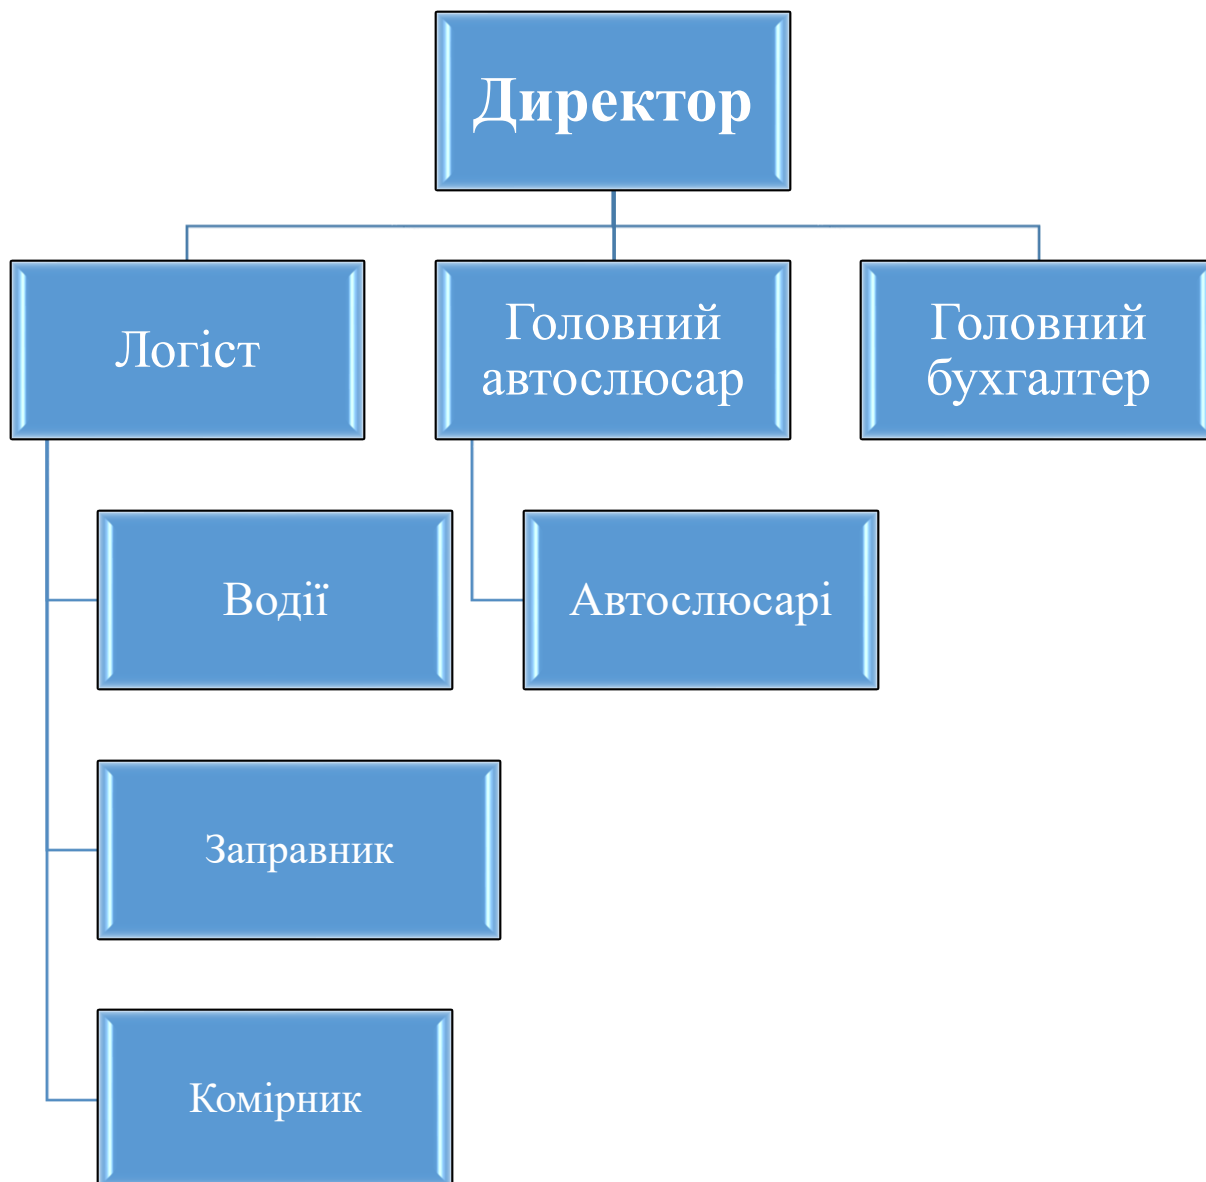 Директор
Логіст
Головний
автослюсар
Головний
бухгалтер
Водії
Автослюсарі
Заправник
Комірник